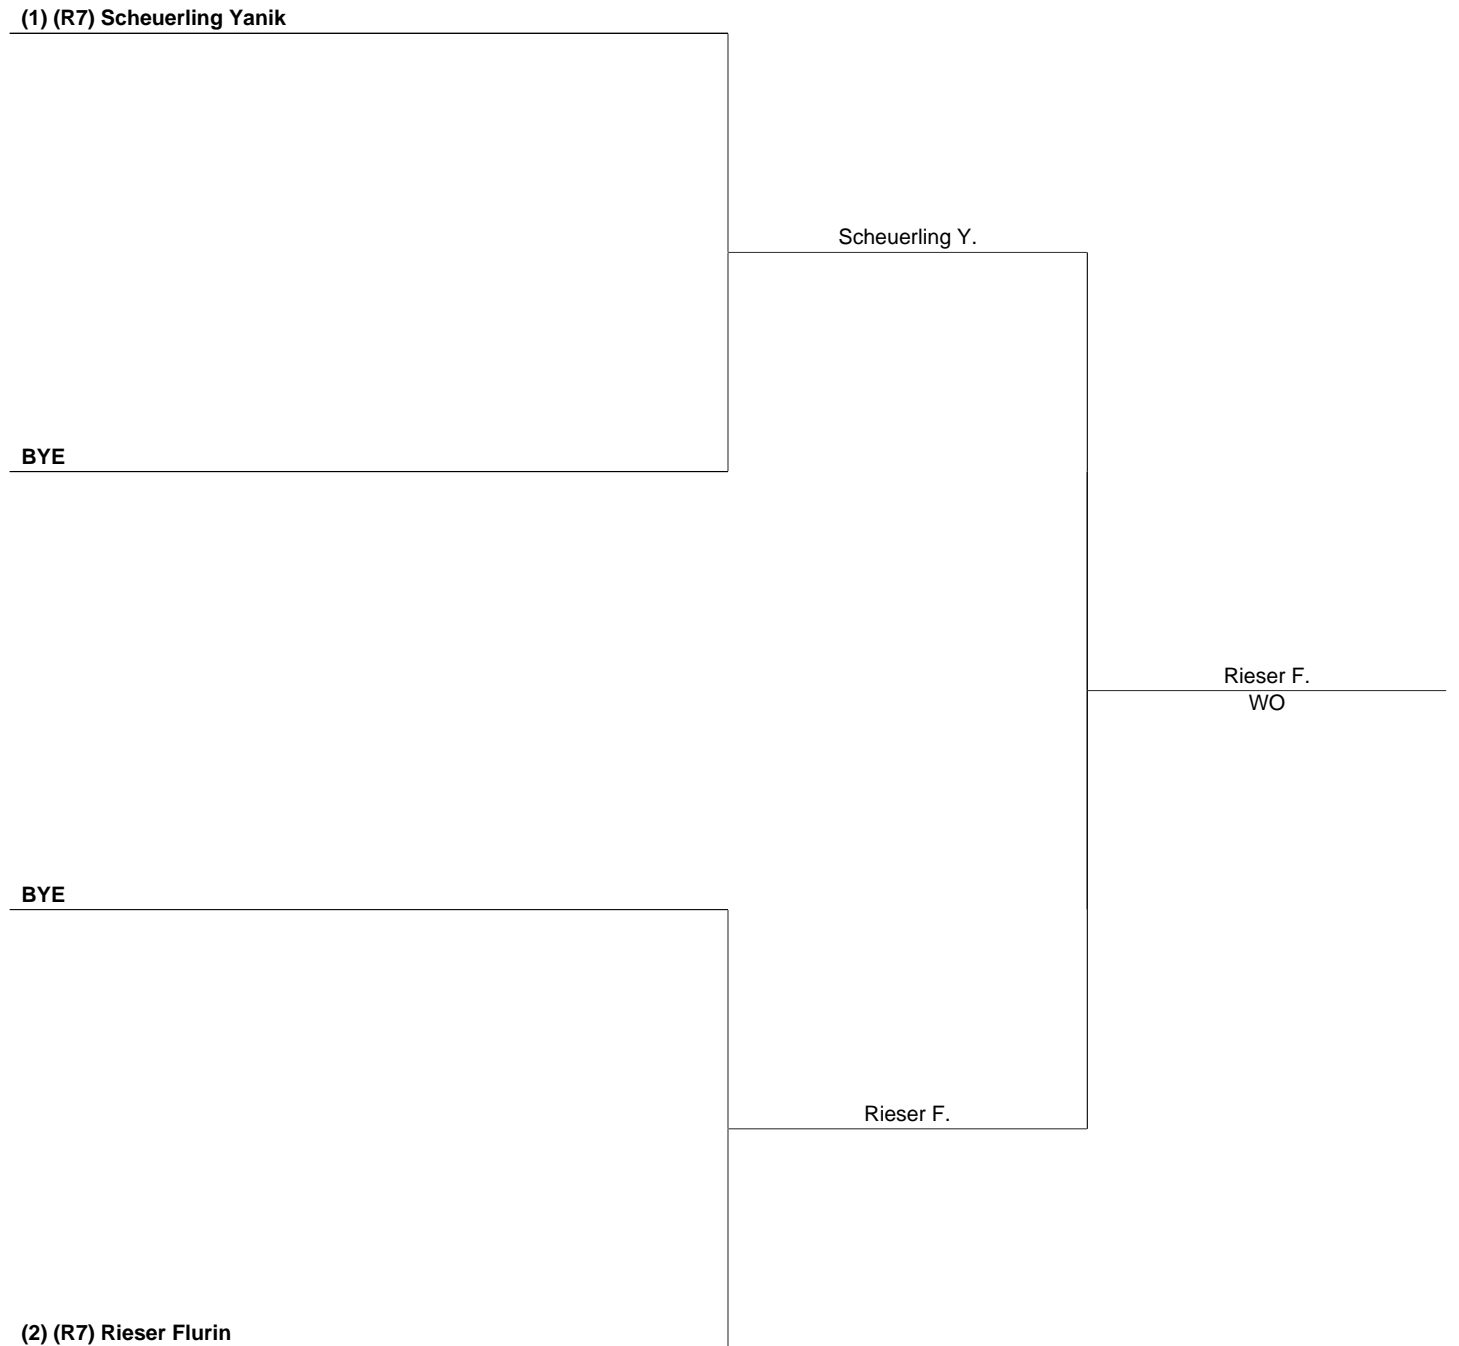 (1) (R7) Scheuerling Yanik
Scheuerling Y.
BYE
Rieser F.
WO
BYE
Rieser F.
(2) (R7) Rieser Flurin